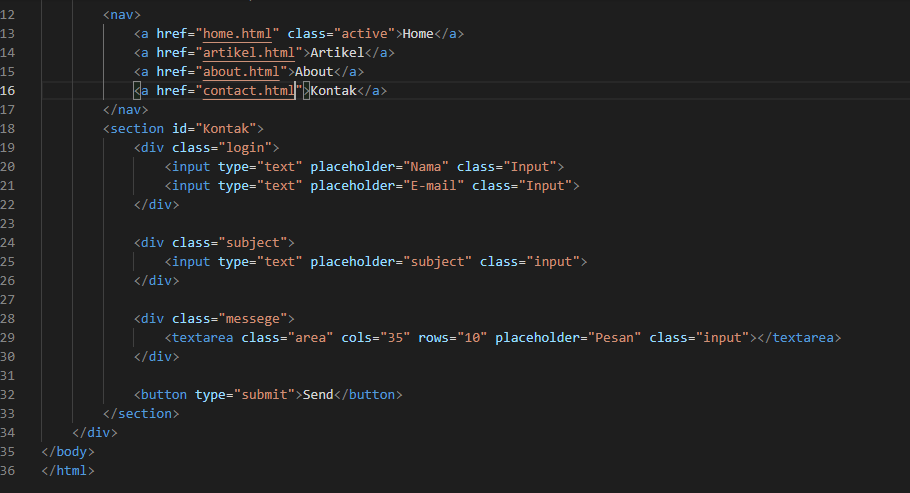 12 <nav>
13 <a href="home.html" class="active">Home</a>
14 <a href="artikel.html">Artikel</a>
15 <a href="about.html">About</a>
16 <a href="contact.html">Kontak</a>
17 </nav>
18 <section id="Kontak">
19 <div class="login">
20 <input type="text" placeholder="Nama" class="Input">
21 <input type="text" placeholder="E-mail" class="Input">
22 </div>
23
24 <div class="subject">
25 <input type="text" placeholder="subject" class="input">
26 </div>
27
28 <div class="messege">
29 <textarea class="area" cols="35" rows="10" placeholder="Pesan" class="input"></textarea>
30 </div>
31
32 <button type="submit">Send</button>
33 </section>
34 </div>
35 </body>
36 </html>